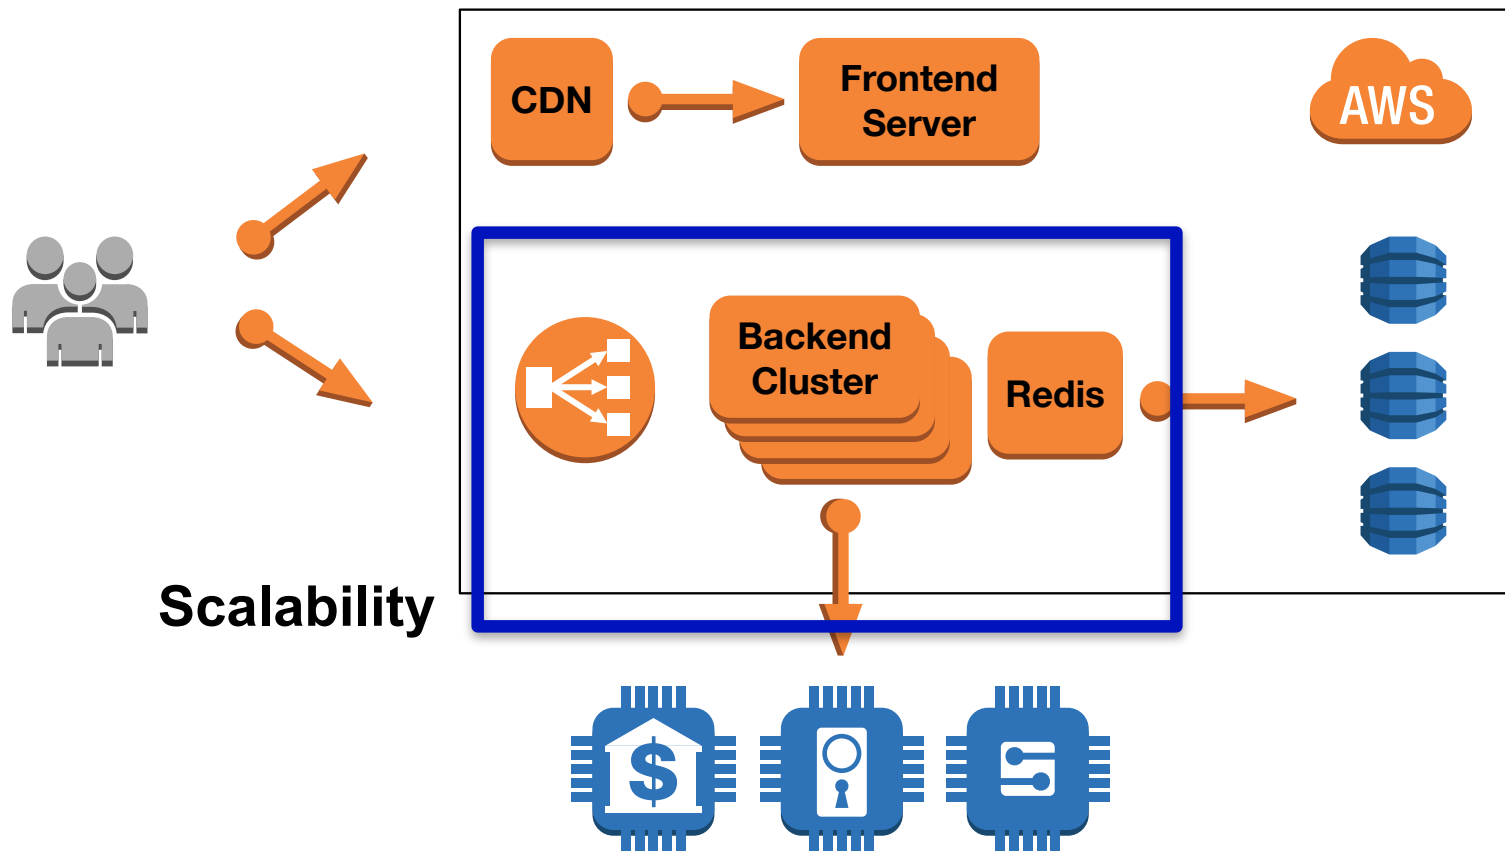 CDN
Frontend
Server
AWS
Backend
Cluster
Redis
Scalability
$